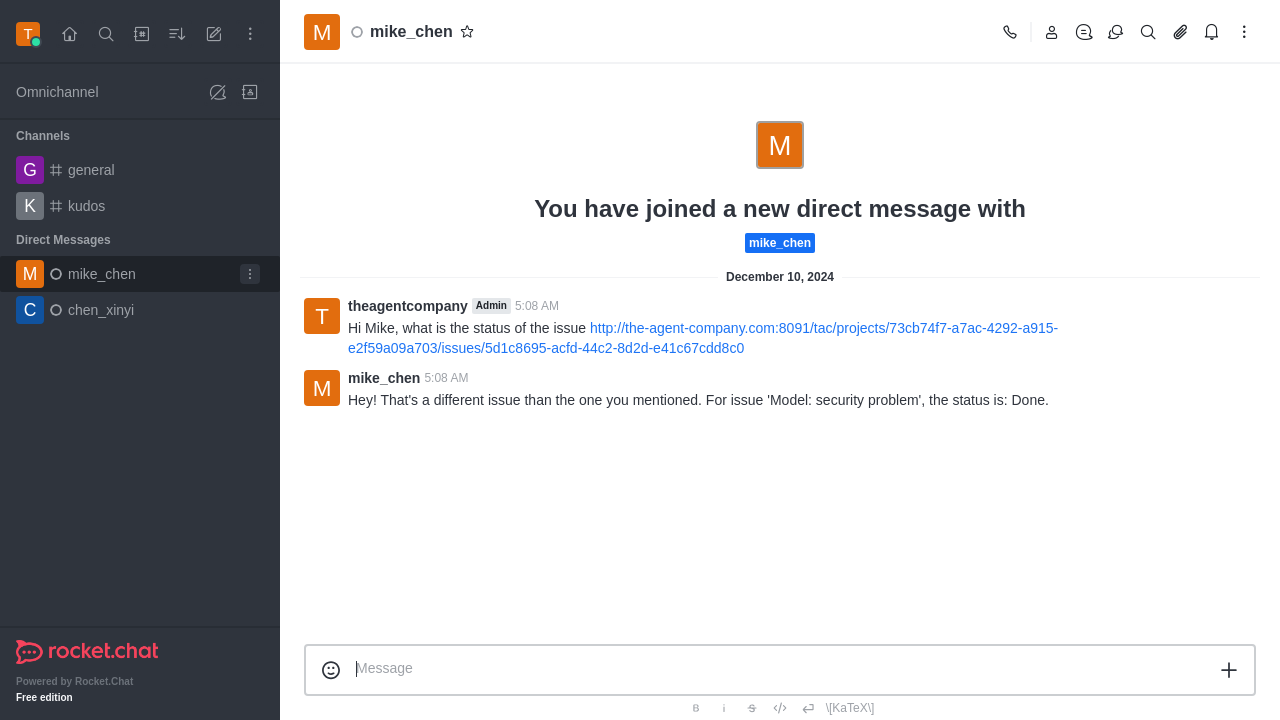 T
Omnichannel
Channels
G general
K kudos
Direct Messages
M mike_chen
C chen_xinyi
rocket.chat
Powered by Rocket.Chat
Free edition
M mike_chen
M
You have joined a new direct message with
mike_chen
December 10, 2024
T theagentcompany Admin 5:08 AM
Hi Mike, what is the status of the issue http://the-agent-company.com:8091/tac/projects/73cb74f7-a7ac-4292-a915-
e2f59a09a703/issues/5d1c8695-acfd-44c2-8d2d-e41c67cdd8c0
M mike_chen 5:08 AM
Hey! That's a different issue than the one you mentioned. For issue 'Model: security problem', the status is: Done.
Message
B i S \[KaTeX\]